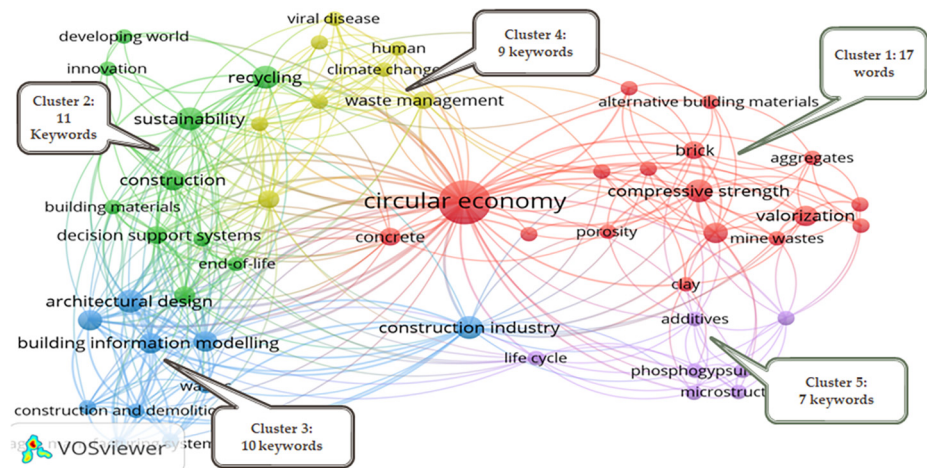 viral disease
developing world
human
Cluster 4:
9 keywords
Cluster 1: 17
words
innovation
recycling
climate change
waste management
alternative building materials
Cluster 2:
11
Keywords
sustainability
brick
aggregates
construction
compressive strength
circular economy
building materials
valorization
decision support systems
concrete
porosity
mine wastes
end-of-life
clay
architectural design
additives
construction industry
building information modelling
life cycle
phosphogypsu
microstruct
construction and demolition
Cluster 5:
7 keywords
Cluster 3:
10 keywords
system
VOSviewer